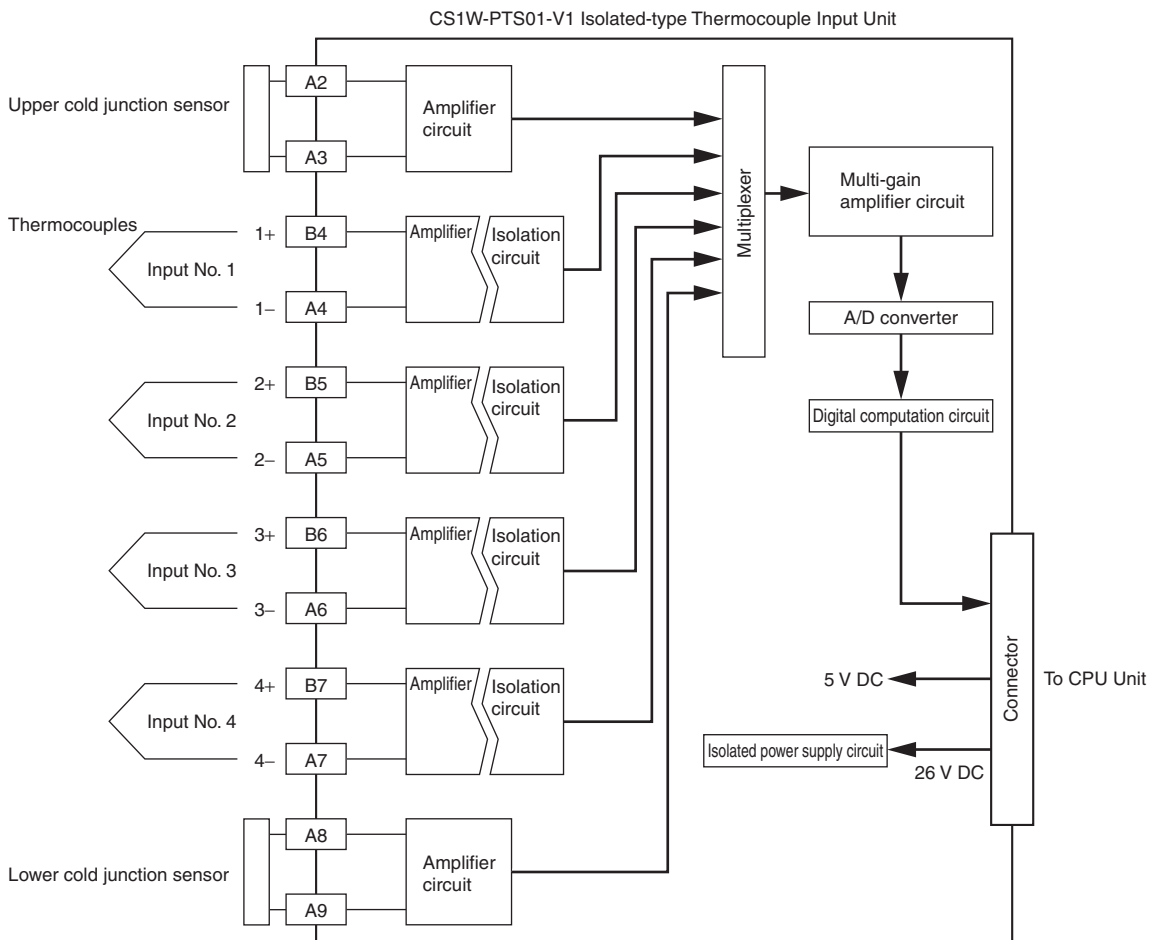 CS1W-PTS01-V1 Isolated-type Thermocouple Input Unit
Upper cold junction sensor
A2
A3
Amplifier
circuit
Thermocouples
1+
B4
Input No. 1
1−
A4
Amplifier
Isolation
circuit
2+
B5
Input No. 2
2−
A5
Amplifier
Isolation
circuit
3+
B6
Input No. 3
3−
A6
Amplifier
Isolation
circuit
4+
B7
Input No. 4
4−
A7
Amplifier
Isolation
circuit
Lower cold junction sensor
A8
A9
Amplifier
circuit
Multiplexer
Multi-gain
amplifier circuit
A/D converter
Digital computation circuit
Connector
To CPU Unit
5 V DC
Isolated power supply circuit
26 V DC